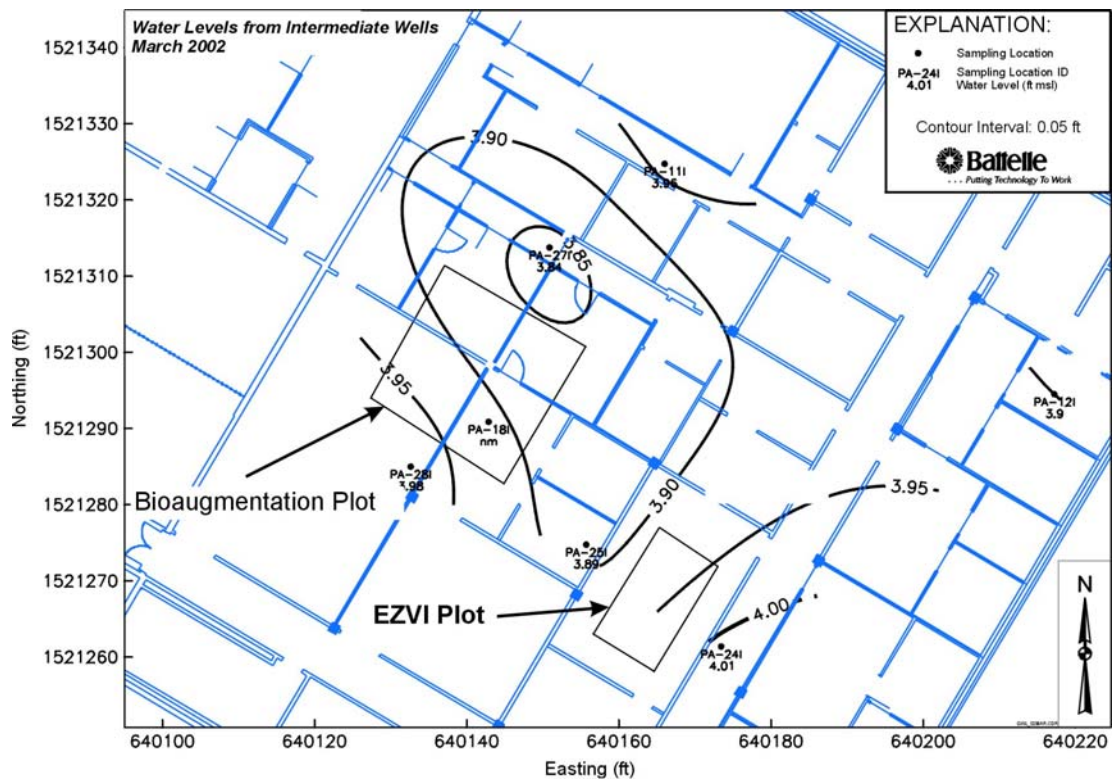 Water Levels from Intermediate Wells
March 2002
EXPLANATION:
Sampling Location
PA-24I Sampling Location ID
4.01 Water Level (ft msl)
Contour Interval: 0.05 ft
Battelle
... Putting Technology To Work
1521340
1521330
1521320
1521310
1521300
1521290
1521280
1521270
1521260
Northing (ft)
3.90
PA-11I
3.95
PA-27I
3.84
3.85
3.95
PA-18I
nm
PA-12I
3.9
PA-28I
3.98
Bioaugmentation Plot
3.90
3.95
PA-25I
3.89
EZVI Plot
4.00
PA-24I
4.01
N
640100
640120
640140
640160
640180
640200
640220
Easting (ft)